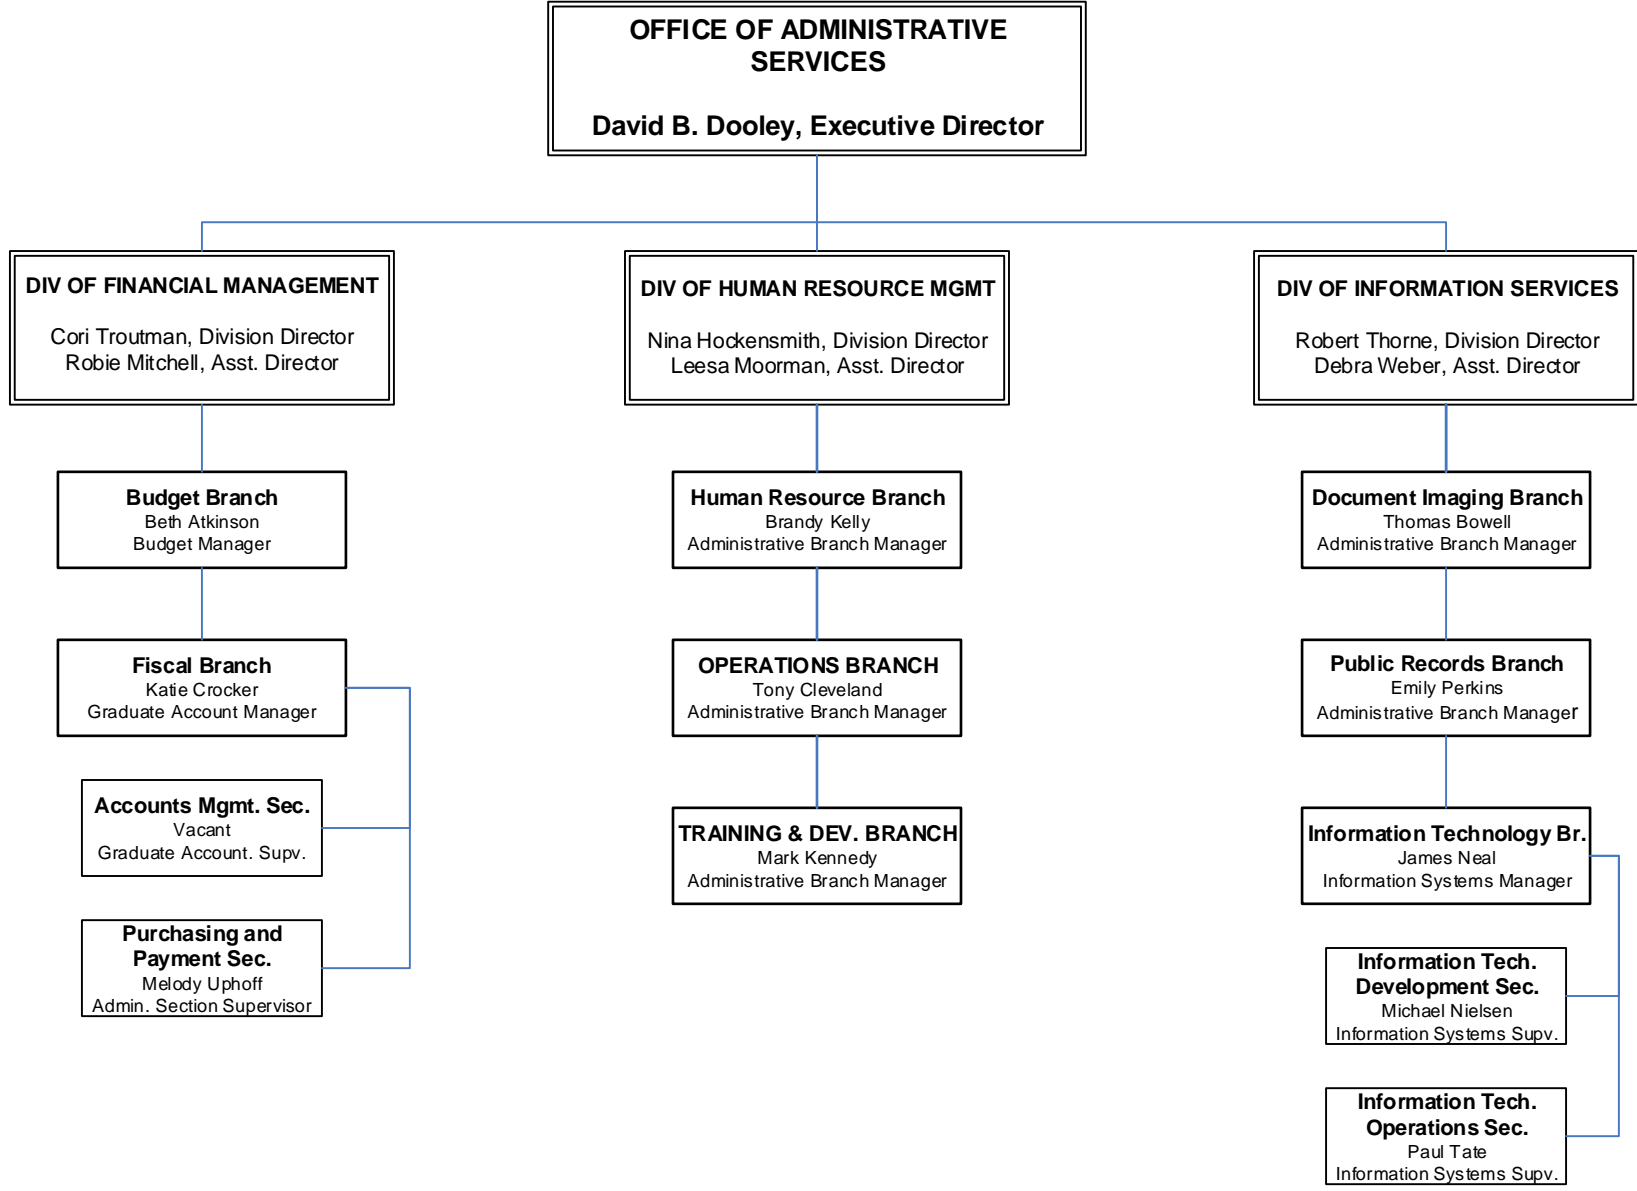 OFFICE OF ADMINISTRATIVE
SERVICES
David B. Dooley, Executive Director
DIV OF FINANCIAL MANAGEMENT
Cori Troutman, Division Director
Robie Mitchell, Asst. Director
Budget Branch
Beth Atkinson
Budget Manager
Fiscal Branch
Katie Crocker
Graduate Account Manager
Accounts Mgmt. Sec.
Vacant
Graduate Account. Supv.
Purchasing and
Payment Sec.
Melody Uphoff
Admin. Section Supervisor
DIV OF HUMAN RESOURCE MGMT
Nina Hockensmith, Division Director
Leesa Moorman, Asst. Director
Human Resource Branch
Brandy Kelly
Administrative Branch Manager
OPERATIONS BRANCH
Tony Cleveland
Administrative Branch Manager
TRAINING & DEV. BRANCH
Mark Kennedy
Administrative Branch Manager
DIV OF INFORMATION SERVICES
Robert Thorne, Division Director
Debra Weber, Asst. Director
Document Imaging Branch
Thomas Bowell
Administrative Branch Manager
Public Records Branch
Emily Perkins
Administrative Branch Manager
Information Technology Br.
James Neal
Information Systems Manager
Information Tech.
Development Sec.
Michael Nielsen
Information Systems Supv.
Information Tech.
Operations Sec.
Paul Tate
Information Systems Supv.